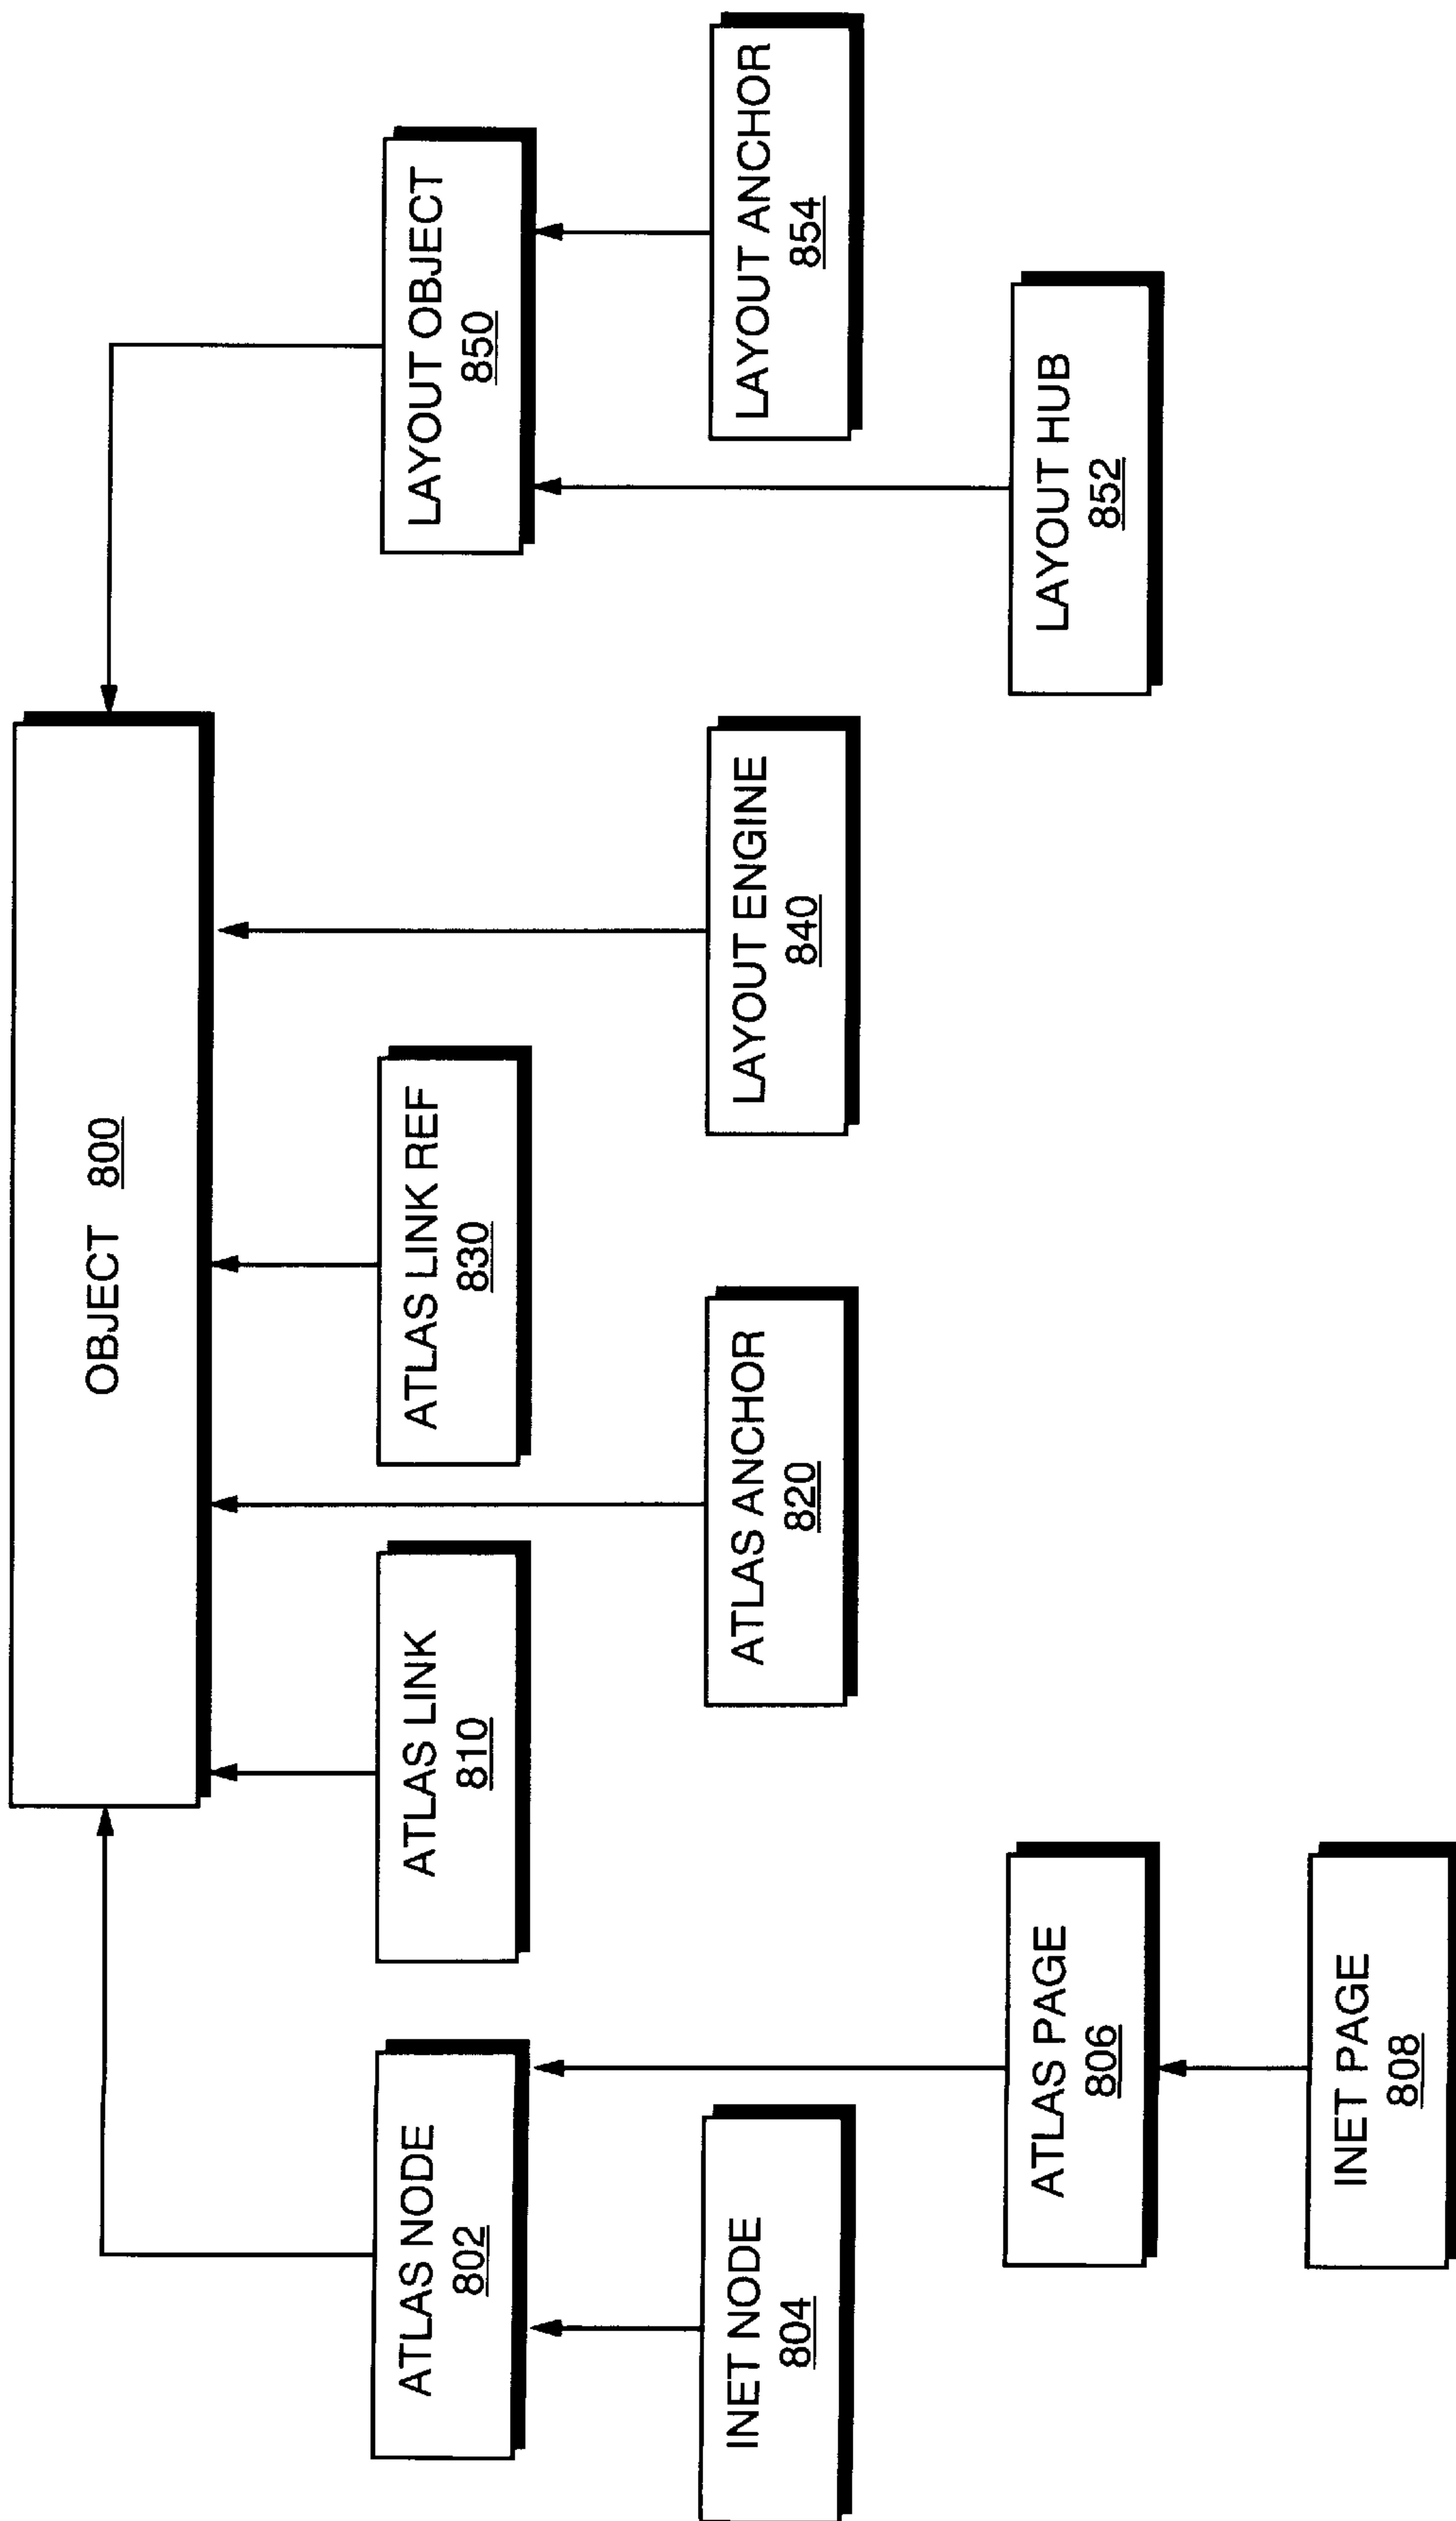 OBJECT 800
ATLAS NODE
802
ATLAS LINK
810
ATLAS LINK REF
830
LAYOUT OBJECT
850
INET NODE
804
ATLAS ANCHOR
820
LAYOUT ENGINE
840
LAYOUT ANCHOR
854
ATLAS PAGE
806
LAYOUT HUB
852
INET PAGE
808